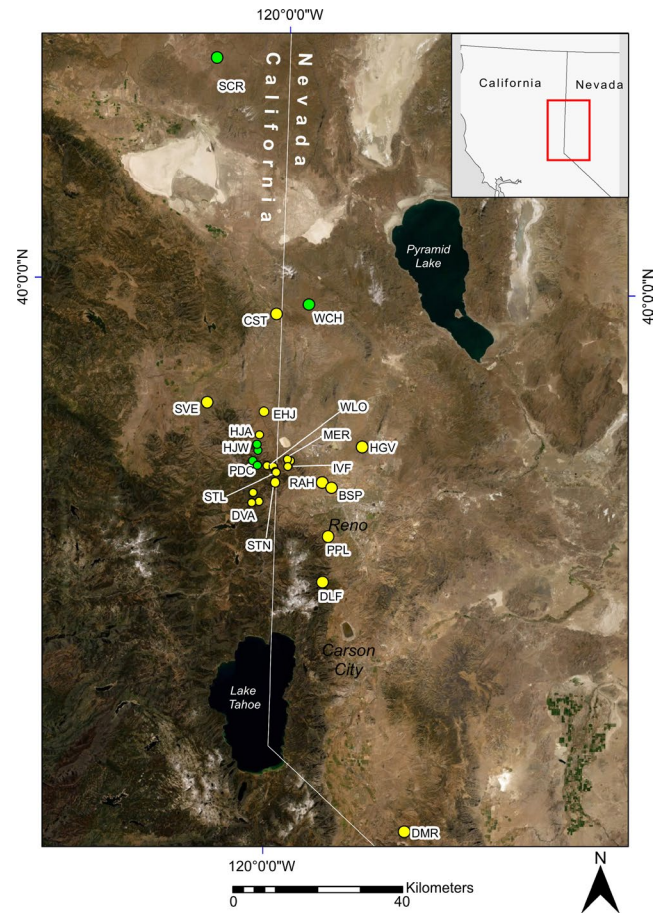 120°0'0"W
California
Nevada
SCR
California
Nevada
Pyramid
Lake
40°0'0"N
40°0'0"N
CST
WCH
SVE
EHJ
WLO
HJA
MER
HJW
HGV
PDC
IVF
STL
RAH
BSP
DVA
STN
Reno
PPL
DLF
Carson
City
Lake
Tahoe
DMR
120°0'0"W
N
Kilometers
0
40